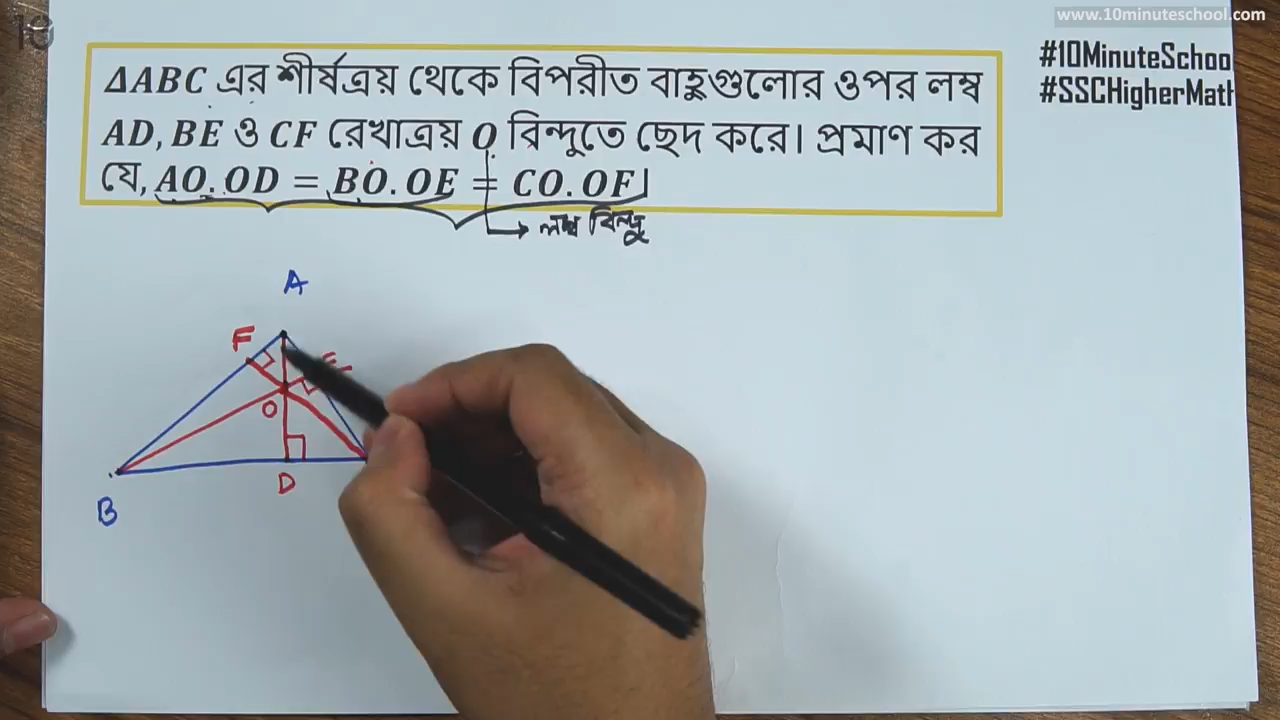 10
www.10minuteschool.com
#10MinuteSchoo
#SSCHigherMath
ΔABC এর শীর্ষত্রয় থেকে বিপরীত বাহুগুলোর ওপর লম্ব
AD, BE ও CF রেখাত্রয় O বিন্দুতে ছেদ করে। প্রমাণ কর
যে, AO. OD = BO. OE = CO. OF।
লম্ব বিন্দু
A
F
E
O
D
B